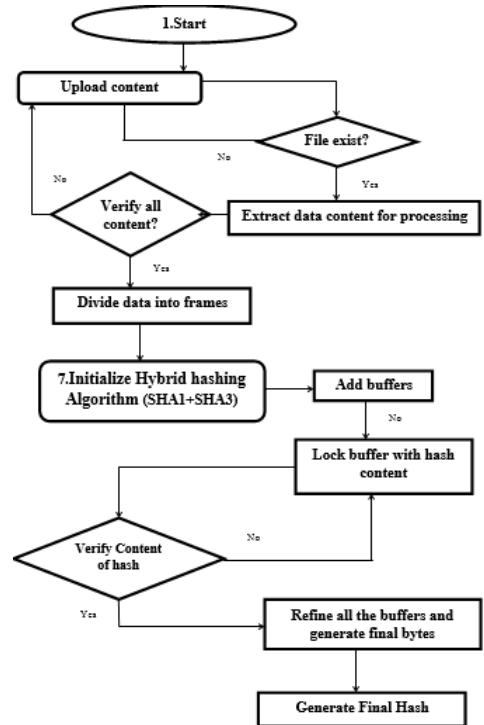 1.Start
Upload content
File exist?
No
Yes
Extract data content for processing
Verify all
content?
No
Yes
Divide data into frames
7.Initialize Hybrid hashing
Algorithm (SHA1+SHA3)
Add buffers
No
Lock buffer with hash
content
Verify Content
of hash
No
Yes
Refine all the buffers and
generate final bytes
Generate Final Hash